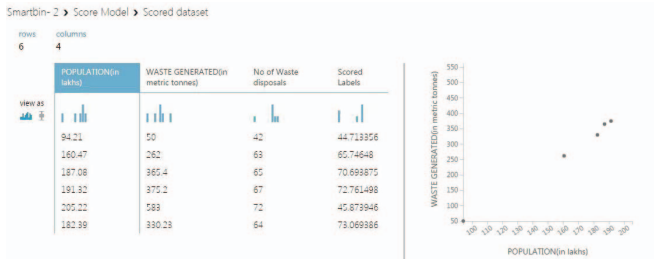 Smartbin- 2 > Score Model > Scored dataset
rows columns
6 4
POPULATION(in lakhs) WASTE GENERATED(in metric tonnes) No of Waste disposals Scored Labels
view as
94.21 50 42 44.713356
160.47 262 63 65.74648
187.08 365.4 65 70.693875
191.32 375.2 67 72.761498
205.22 583 72 45.873946
182.39 330.23 64 73.069386
WASTE GENERATED(in metric tonnes)
550
500
450
400
350
300
250
200
150
100
50
100 110 120 130 140 150 160 170 180 190 200
POPULATION(in lakhs)